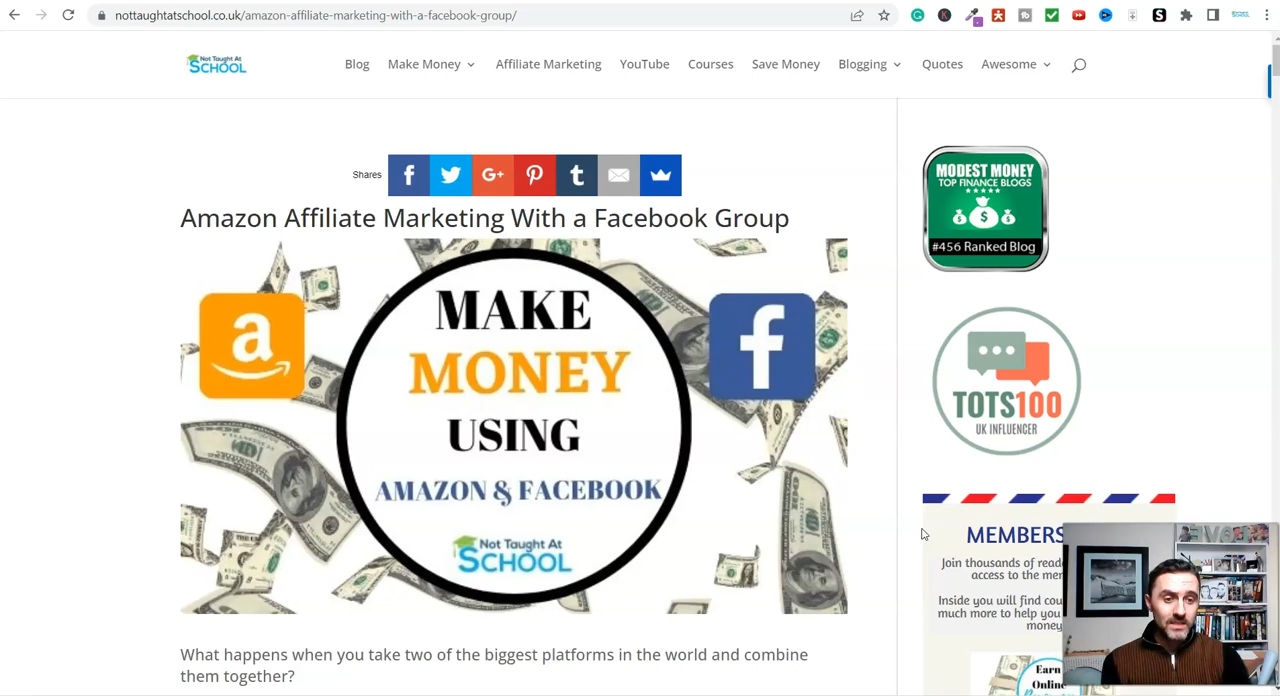 nottaughtatschool.co.uk/amazon-affiliate-marketing-with-a-facebook-group/
Not Taught At
SCHOOL
Blog Make Money Affiliate Marketing YouTube Courses Save Money Blogging Quotes Awesome
Shares
Amazon Affiliate Marketing With a Facebook Group
MAKE
MONEY
USING
AMAZON & FACEBOOK
Not Taught At
SCHOOL
What happens when you take two of the biggest platforms in the world and combine
them together?
MODEST MONEY
TOP FINANCE BLOGS
#456 Ranked Blog
TOTS100
UK INFLUENCER
MEMBERS
Join thousands of read
access to the mem
Inside you will find cou
much more to help you
money
Earn
Online